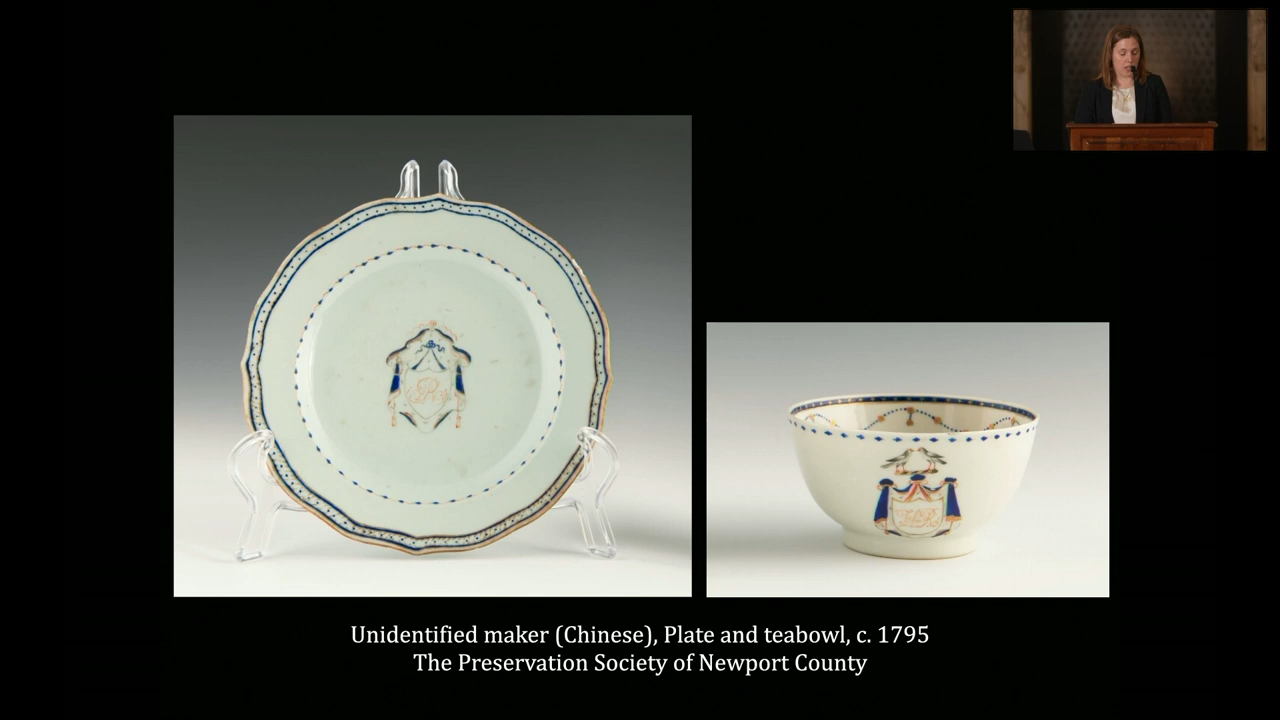 Unidentified maker (Chinese), Plate and teabowl, c. 1795
The Preservation Society of Newport County